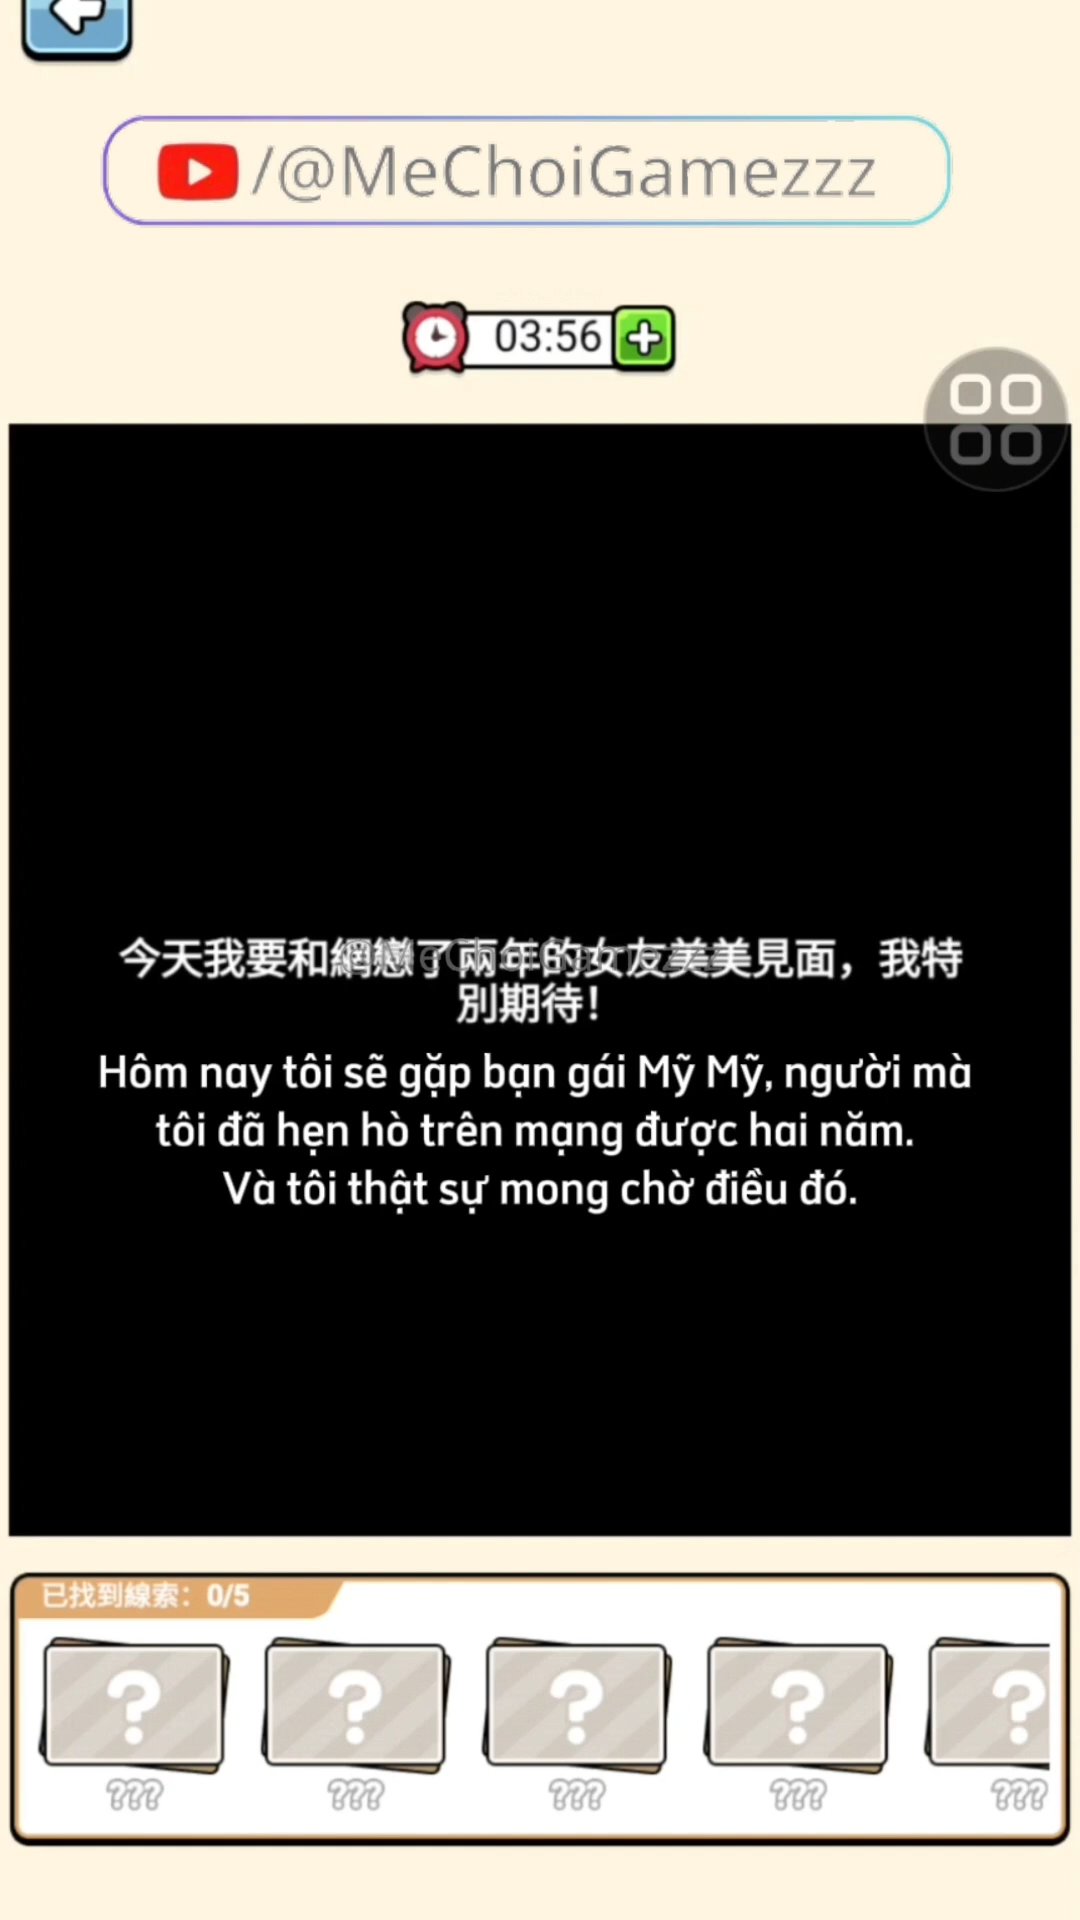 /@MeChoiGamezzz
03:56
今天我要和網戀了兩年的女友美美見面，我特
別期待！
@MeChoiGamezzz
Hôm nay tôi sẽ gặp bạn gái Mỹ Mỹ, người mà
tôi đã hẹn hò trên mạng được hai năm.
Và tôi thật sự mong chờ điều đó.
已找到線索：0/5
? ? ? ? ?
??? ??? ??? ??? ???